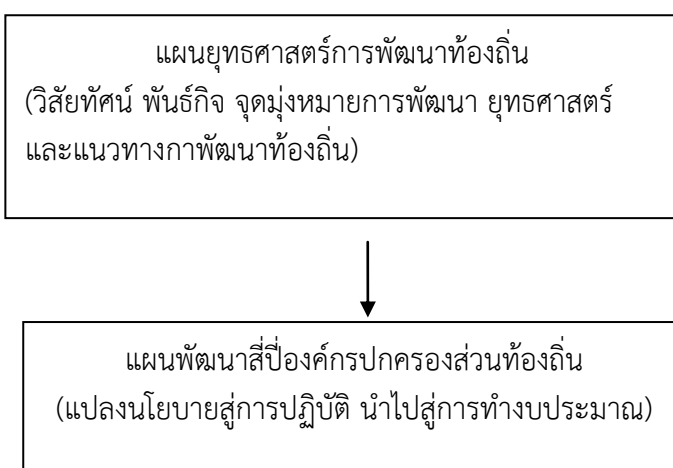 แผนยุทธศาสตร์การพัฒนาท้องถิ่น
(วิสัยทัศน์ พันธ์กิจ จุดมุ่งหมายการพัฒนา ยุทธศาสตร์
และแนวทางกาพัฒนาท้องถิ่น)
แผนพัฒนาสี่ปีองค์กรปกครองส่วนท้องถิ่น
(แปลงนโยบายสู่การปฏิบัติ นำไปสู่การทำงบประมาณ)